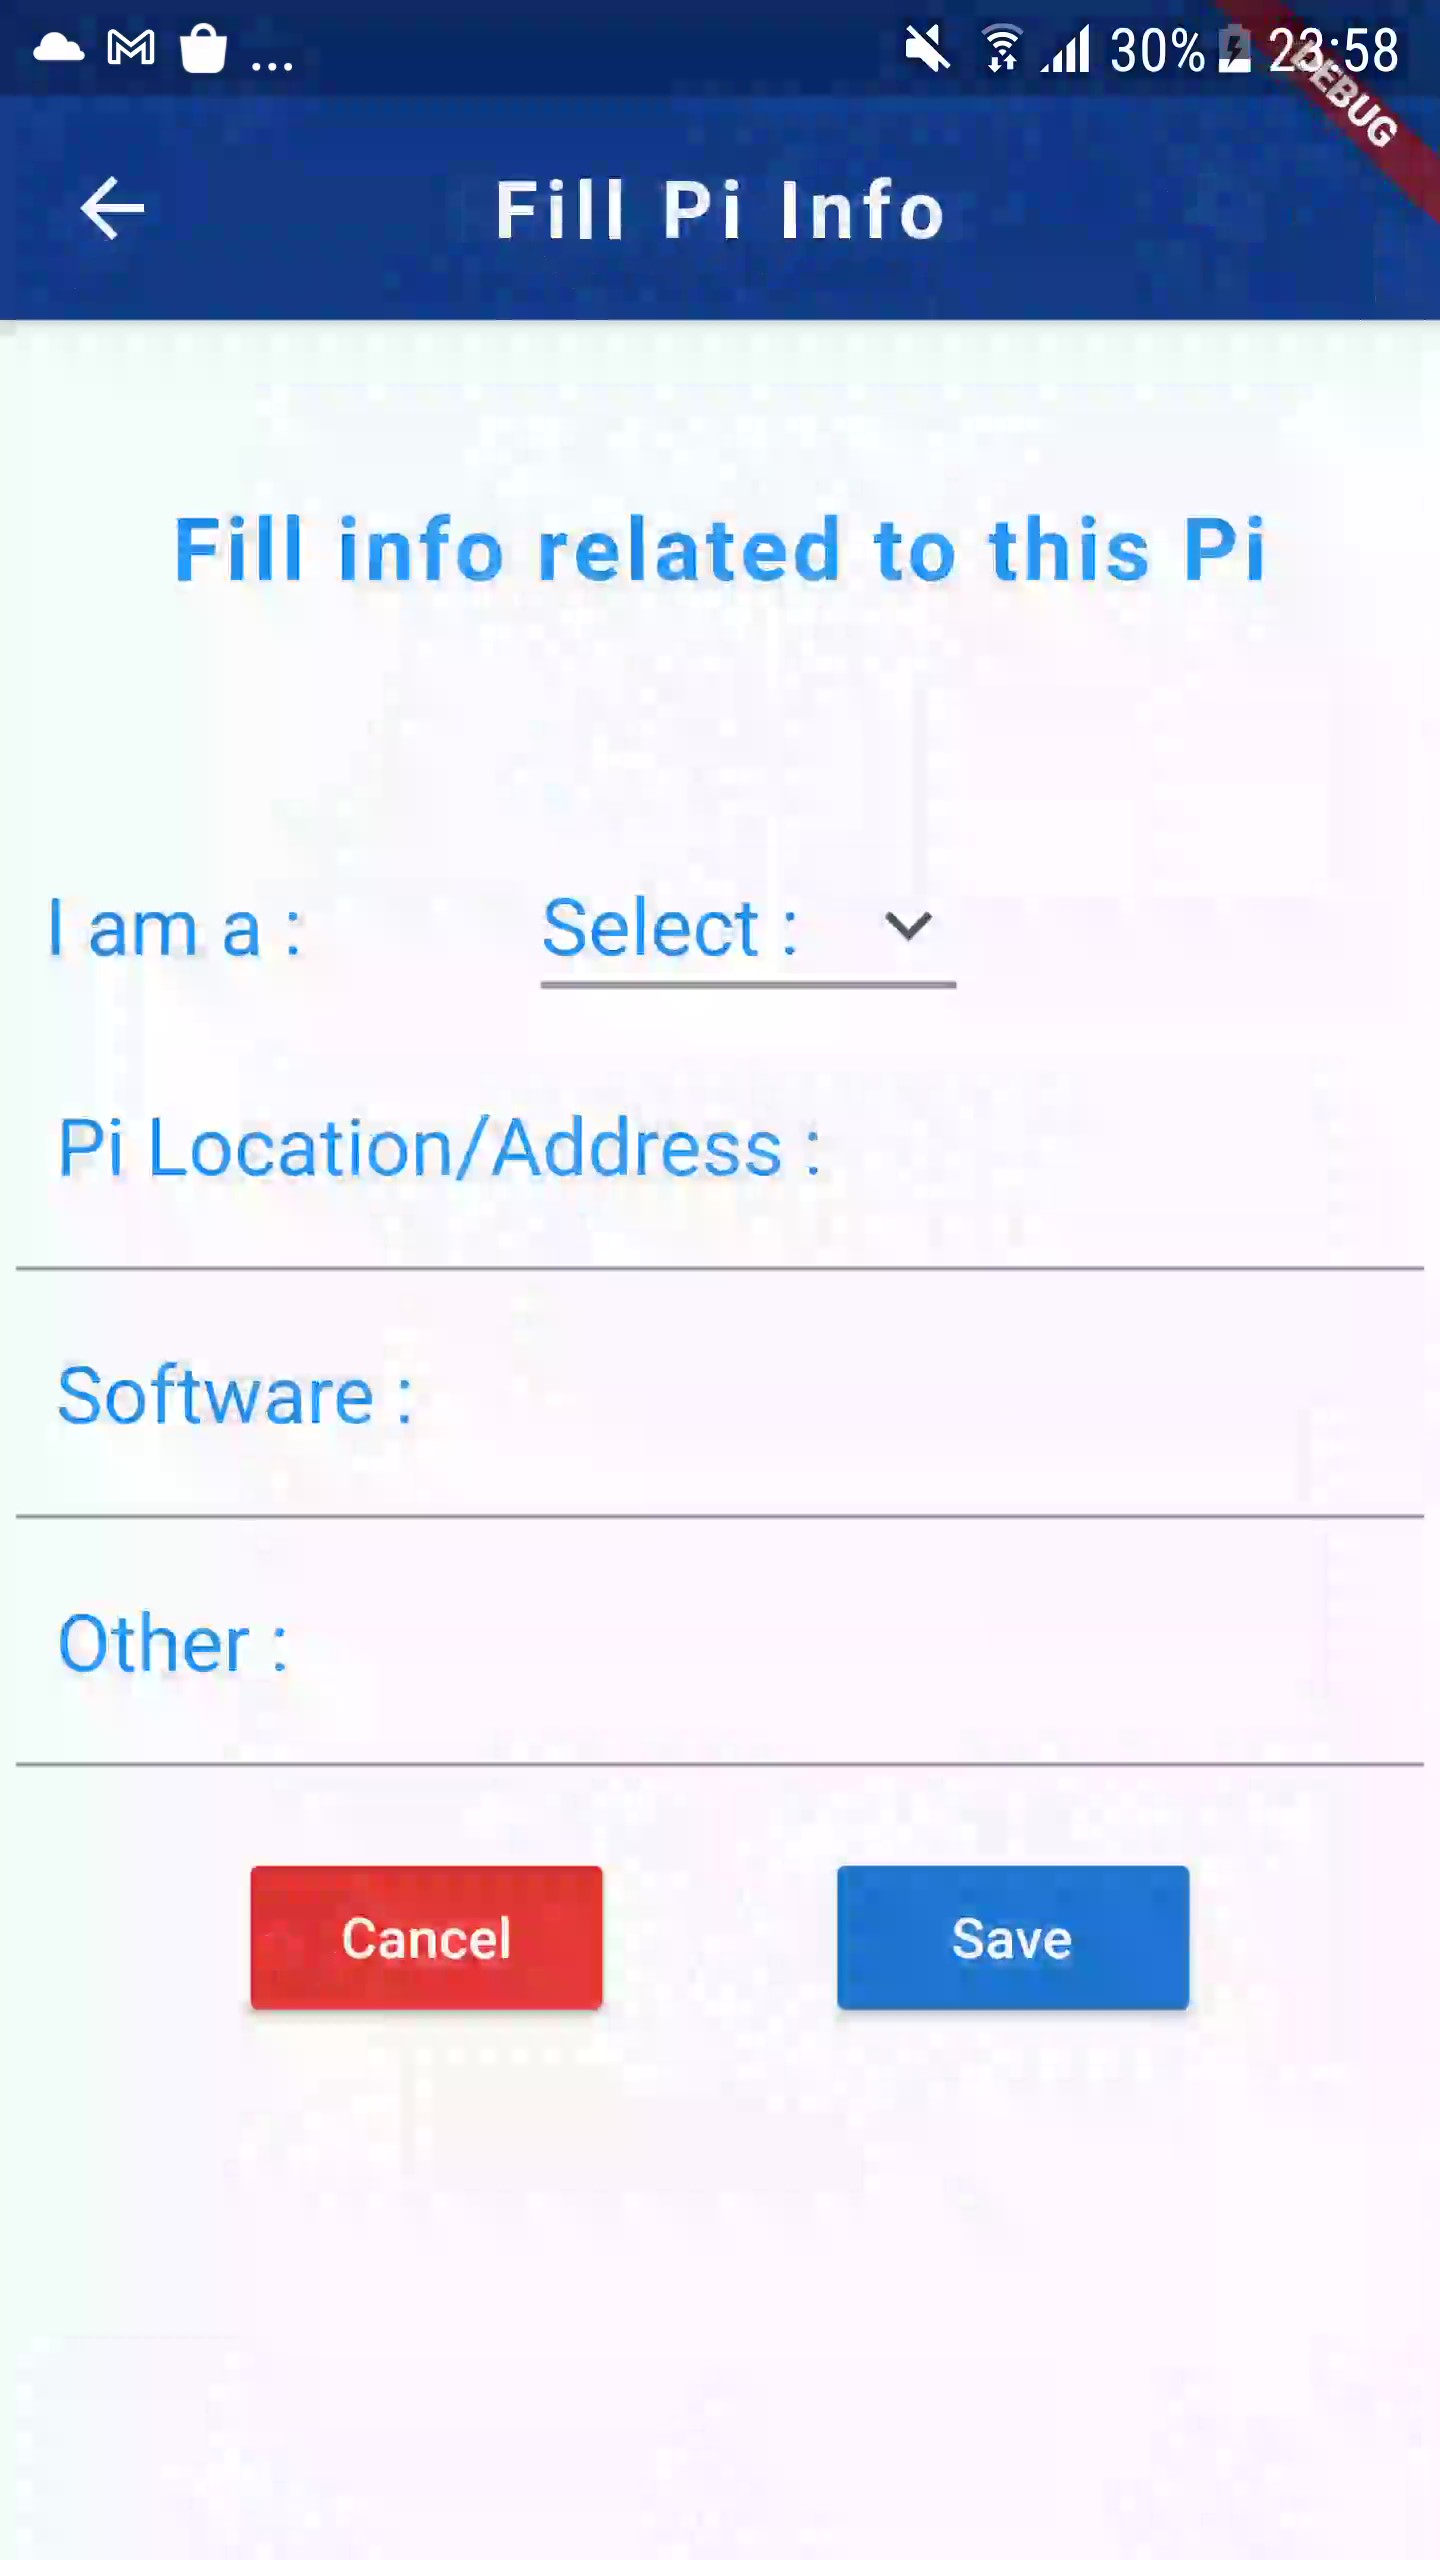 ... 30% 23:58
DEBUG
Fill Pi Info
Fill info related to this Pi
I am a : Select :
Pi Location/Address :
Software :
Other :
Cancel Save